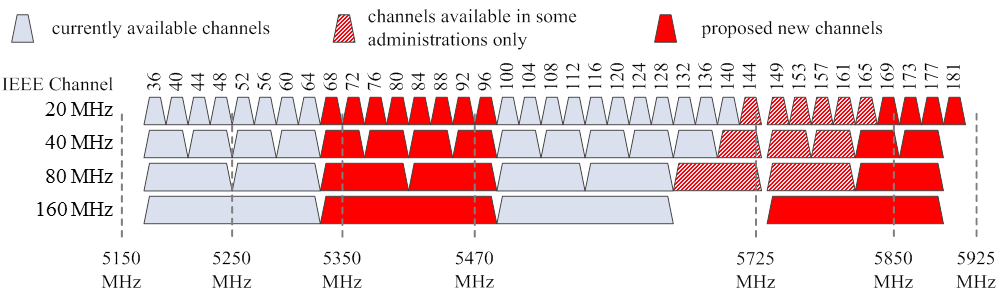 currently available channels
channels available in some
administrations only
proposed new channels
IEEE Channel
36 40 44 48 52 56 60 64 68 72 76 80 84 88 92 96 100 104 108 112 116 120 124 128 132 136 140 144 149 153 157 161 165 169 173 177 181
20 MHz
40 MHz
80 MHz
160 MHz
5150 5250 5350 5470 5725 5850 5925
MHz MHz MHz MHz MHz MHz MHz